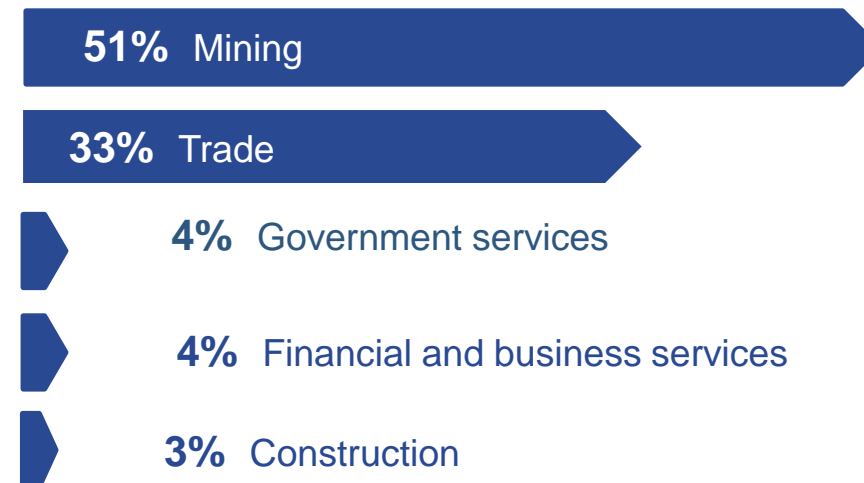 51% Mining
33% Trade
4% Government services
4% Financial and business services
3% Construction